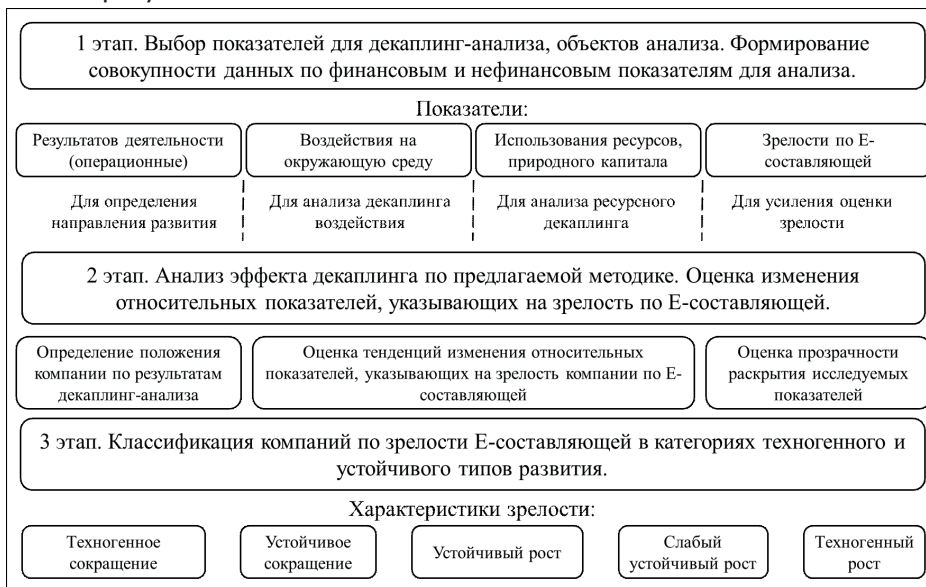 1 этап. Выбор показателей для декаплинг-анализа, объектов анализа. Формирование
совокупности данных по финансовым и нефинансовым показателям для анализа.
Показатели:
Результатов деятельности
(операционные)
Воздействия на
окружающую среду
Использования ресурсов,
природного капитала
Зрелости по Е-
составляющей
Для определения
направления развития
Для анализа декаплинга
воздействия
Для анализа ресурсного
декаплинга
Для усиления оценки
зрелости
2 этап. Анализ эффекта декаплинга по предлагаемой методике. Оценка изменения
относительных показателей, указывающих на зрелость по Е-составляющей.
Определение положения
компании по результатам
декаплинг-анализа
Оценка тенденций изменения относительных
показателей, указывающих на зрелость компании по Е-
составляющей
Оценка прозрачности
раскрытия исследуемых
показателей
3 этап. Классификация компаний по зрелости Е-составляющей в категориях техногенного и
устойчивого типов развития.
Характеристики зрелости:
Техногенное
сокращение
Устойчивое
сокращение
Устойчивый рост
Слабый
устойчивый рост
Техногенный
рост